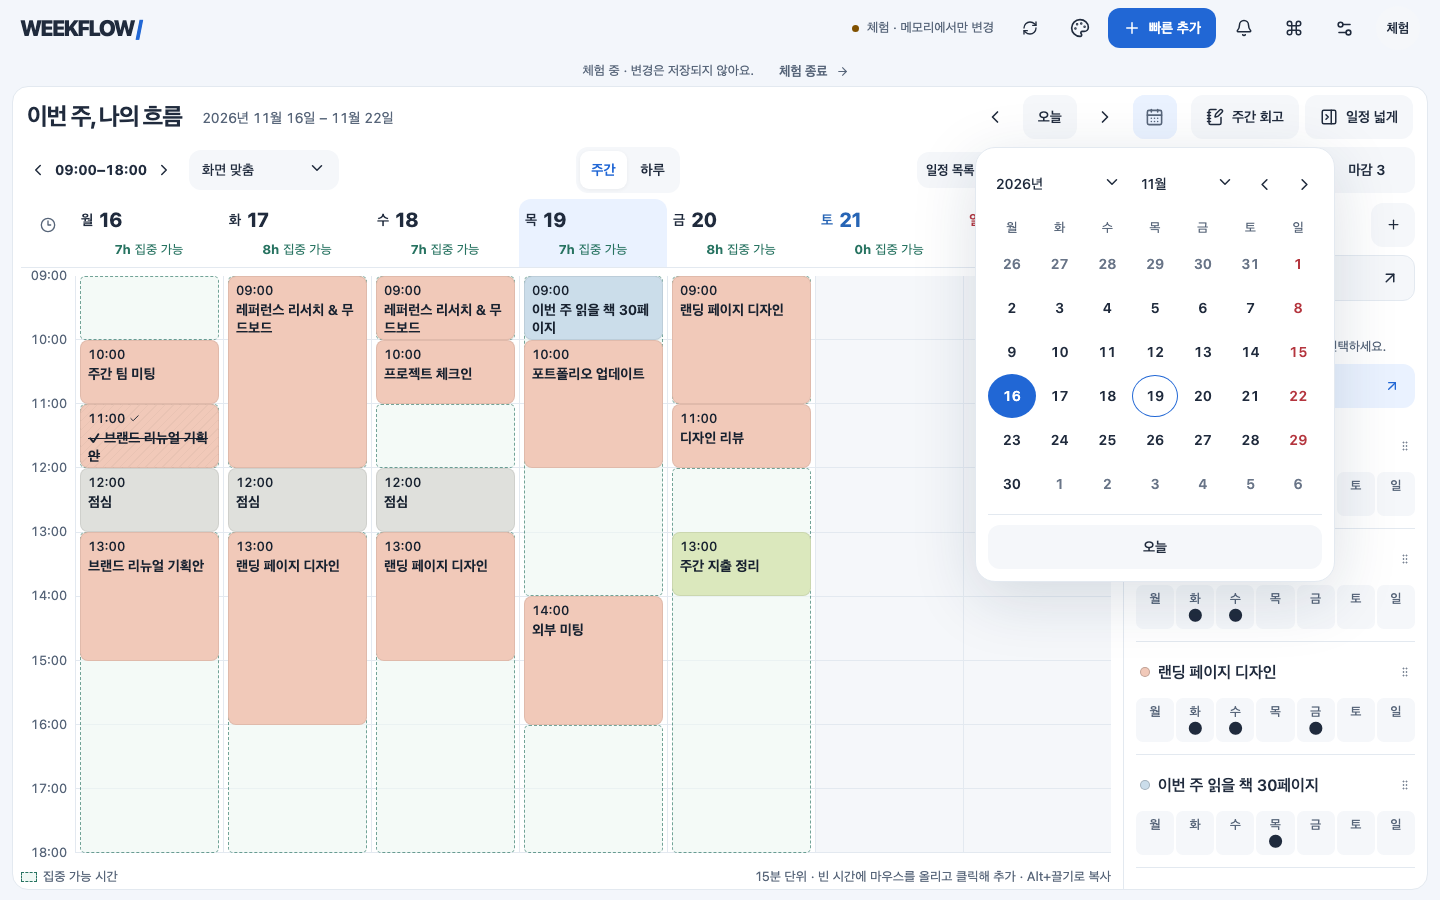 WEEKFLOW/
체험 · 메모리에서만 변경
빠른 추가
체험
체험 중 · 변경은 저장되지 않아요.
체험 종료 →
이번 주, 나의 흐름
2026년 11월 16일 – 11월 22일
오늘
주간 회고
일정 넓게
09:00–18:00
화면 맞춤
주간
하루
일정 목록
마감 3
월 16
7h 집중 가능
화 17
8h 집중 가능
수 18
7h 집중 가능
목 19
7h 집중 가능
금 20
8h 집중 가능
토 21
0h 집중 가능
09:00
10:00
11:00
12:00
13:00
14:00
15:00
16:00
17:00
18:00
10:00
주간 팀 미팅
11:00 ✓
✓ 브랜드 리뉴얼 기획
안
12:00
점심
13:00
브랜드 리뉴얼 기획안
09:00
레퍼런스 리서치 & 무
드보드
12:00
점심
13:00
랜딩 페이지 디자인
09:00
레퍼런스 리서치 & 무
드보드
10:00
프로젝트 체크인
12:00
점심
13:00
랜딩 페이지 디자인
09:00
이번 주 읽을 책 30페
이지
10:00
포트폴리오 업데이트
14:00
외부 미팅
09:00
랜딩 페이지 디자인
11:00
디자인 리뷰
13:00
주간 지출 정리
2026년
11월
월 화 수 목 금 토 일
26 27 28 29 30 31 1
2 3 4 5 6 7 8
9 10 11 12 13 14 15
16 17 18 19 20 21 22
23 24 25 26 27 28 29
30 1 2 3 4 5 6
오늘
택하세요.
토 일
월 화 수 목 금 토 일
랜딩 페이지 디자인
월 화 수 목 금 토 일
이번 주 읽을 책 30페이지
월 화 수 목 금 토 일
집중 가능 시간
15분 단위 · 빈 시간에 마우스를 올리고 클릭해 추가 · Alt+끌기로 복사